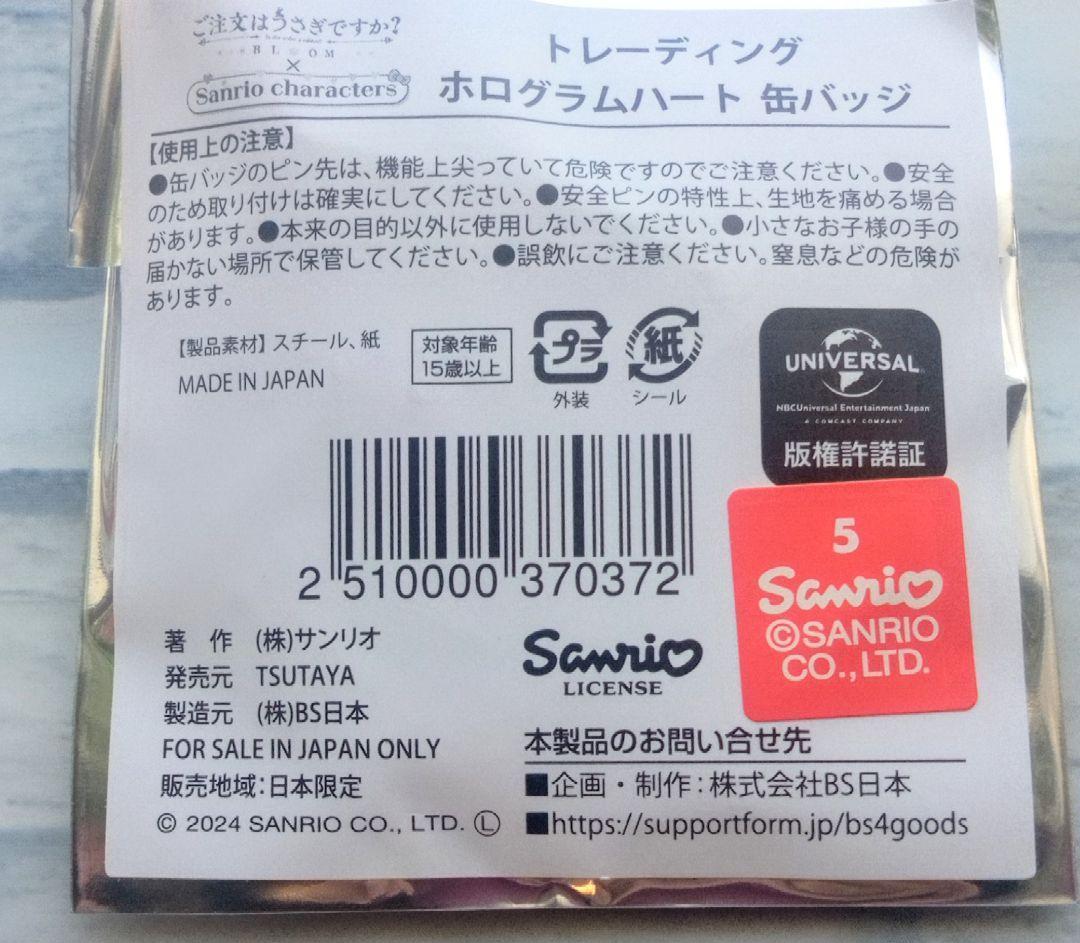 ご注文はうさぎですか?
BLOOM
×
Sanrio characters
トレーディング
ホログラムハート 缶バッジ
【使用上の注意】
●缶バッジのピン先は、機能上尖っていて危険ですのでご注意ください。●安全
のため取り付けは確実にしてください。●安全ピンの特性上、生地を痛める場合
があります。●本来の目的以外に使用しないでください。●小さなお子様の手の
届かない場所で保管してください。●誤飲にご注意ください。窒息などの危険が
あります。
【製品素材】スチール、紙
MADE IN JAPAN
対象年齢
15歳以上
プラ
外装
紙
シール
UNIVERSAL
NBCUniversal Entertainment Japan
A COMCAST COMPANY
版権許諾証
2 510000 370372
5
Sanrio
©SANRIO
CO.,LTD.
著 作 (株)サンリオ
発売元 TSUTAYA
製造元 (株)BS日本
FOR SALE IN JAPAN ONLY
販売地域:日本限定
© 2024 SANRIO CO., LTD. Ⓛ
Sanrio
LICENSE
本製品のお問い合せ先
■企画・制作:株式会社BS日本
■https://supportform.jp/bs4goods